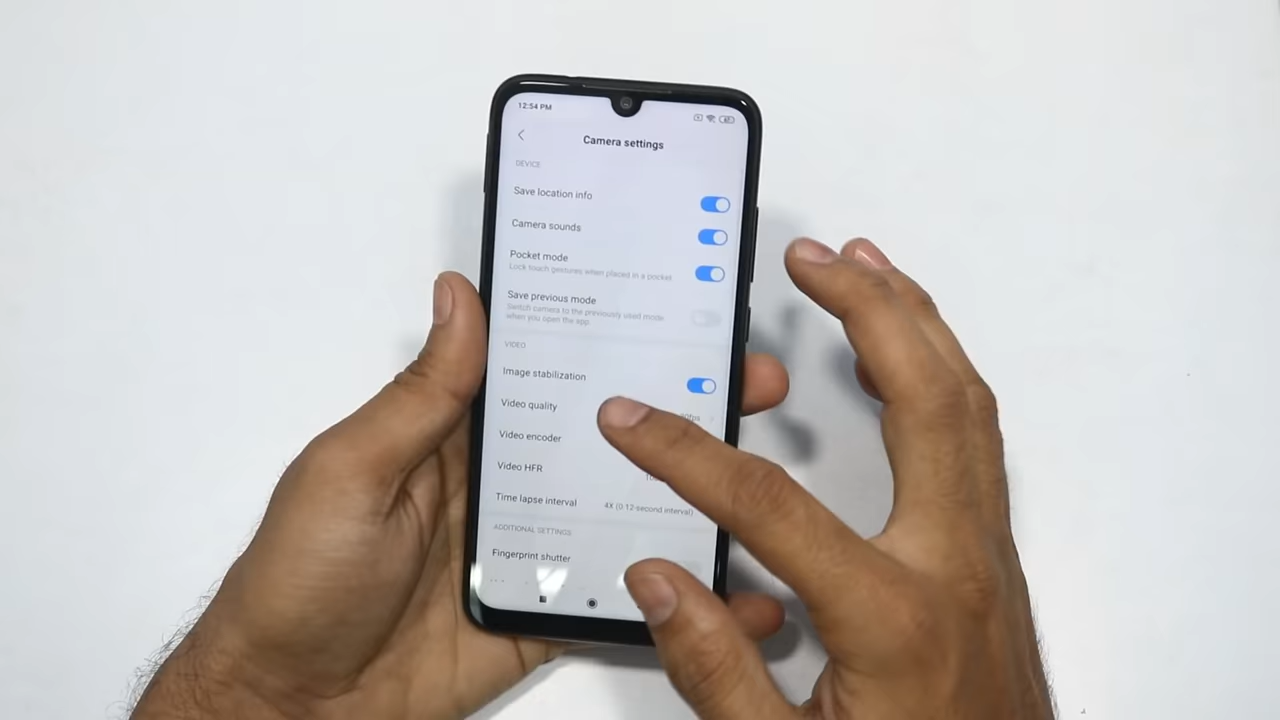 12:54 PM
Camera settings
DEVICE
Save location info
Camera sounds
Pocket mode
Lock touch gestures when placed in a pocket
Save previous mode
Switch camera to the previously used mode
when you open the app
VIDEO
Image stabilization
Video quality
Video encoder
Video HFR
Time lapse interval
4X (0.12-second interval)
ADDITIONAL SETTINGS
Fingerprint shutter